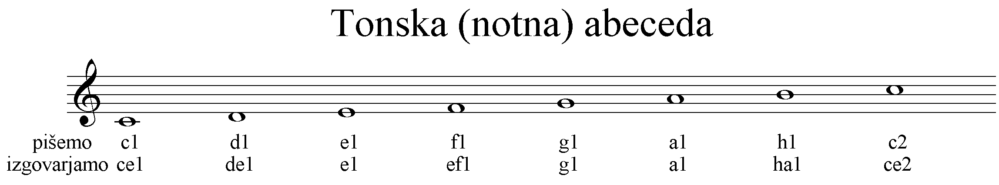 Tonska (notna) abeceda
pišemo c1 d1 e1 f1 g1 a1 h1 c2
izgovarjamo ce1 de1 e1 ef1 g1 a1 ha1 ce2